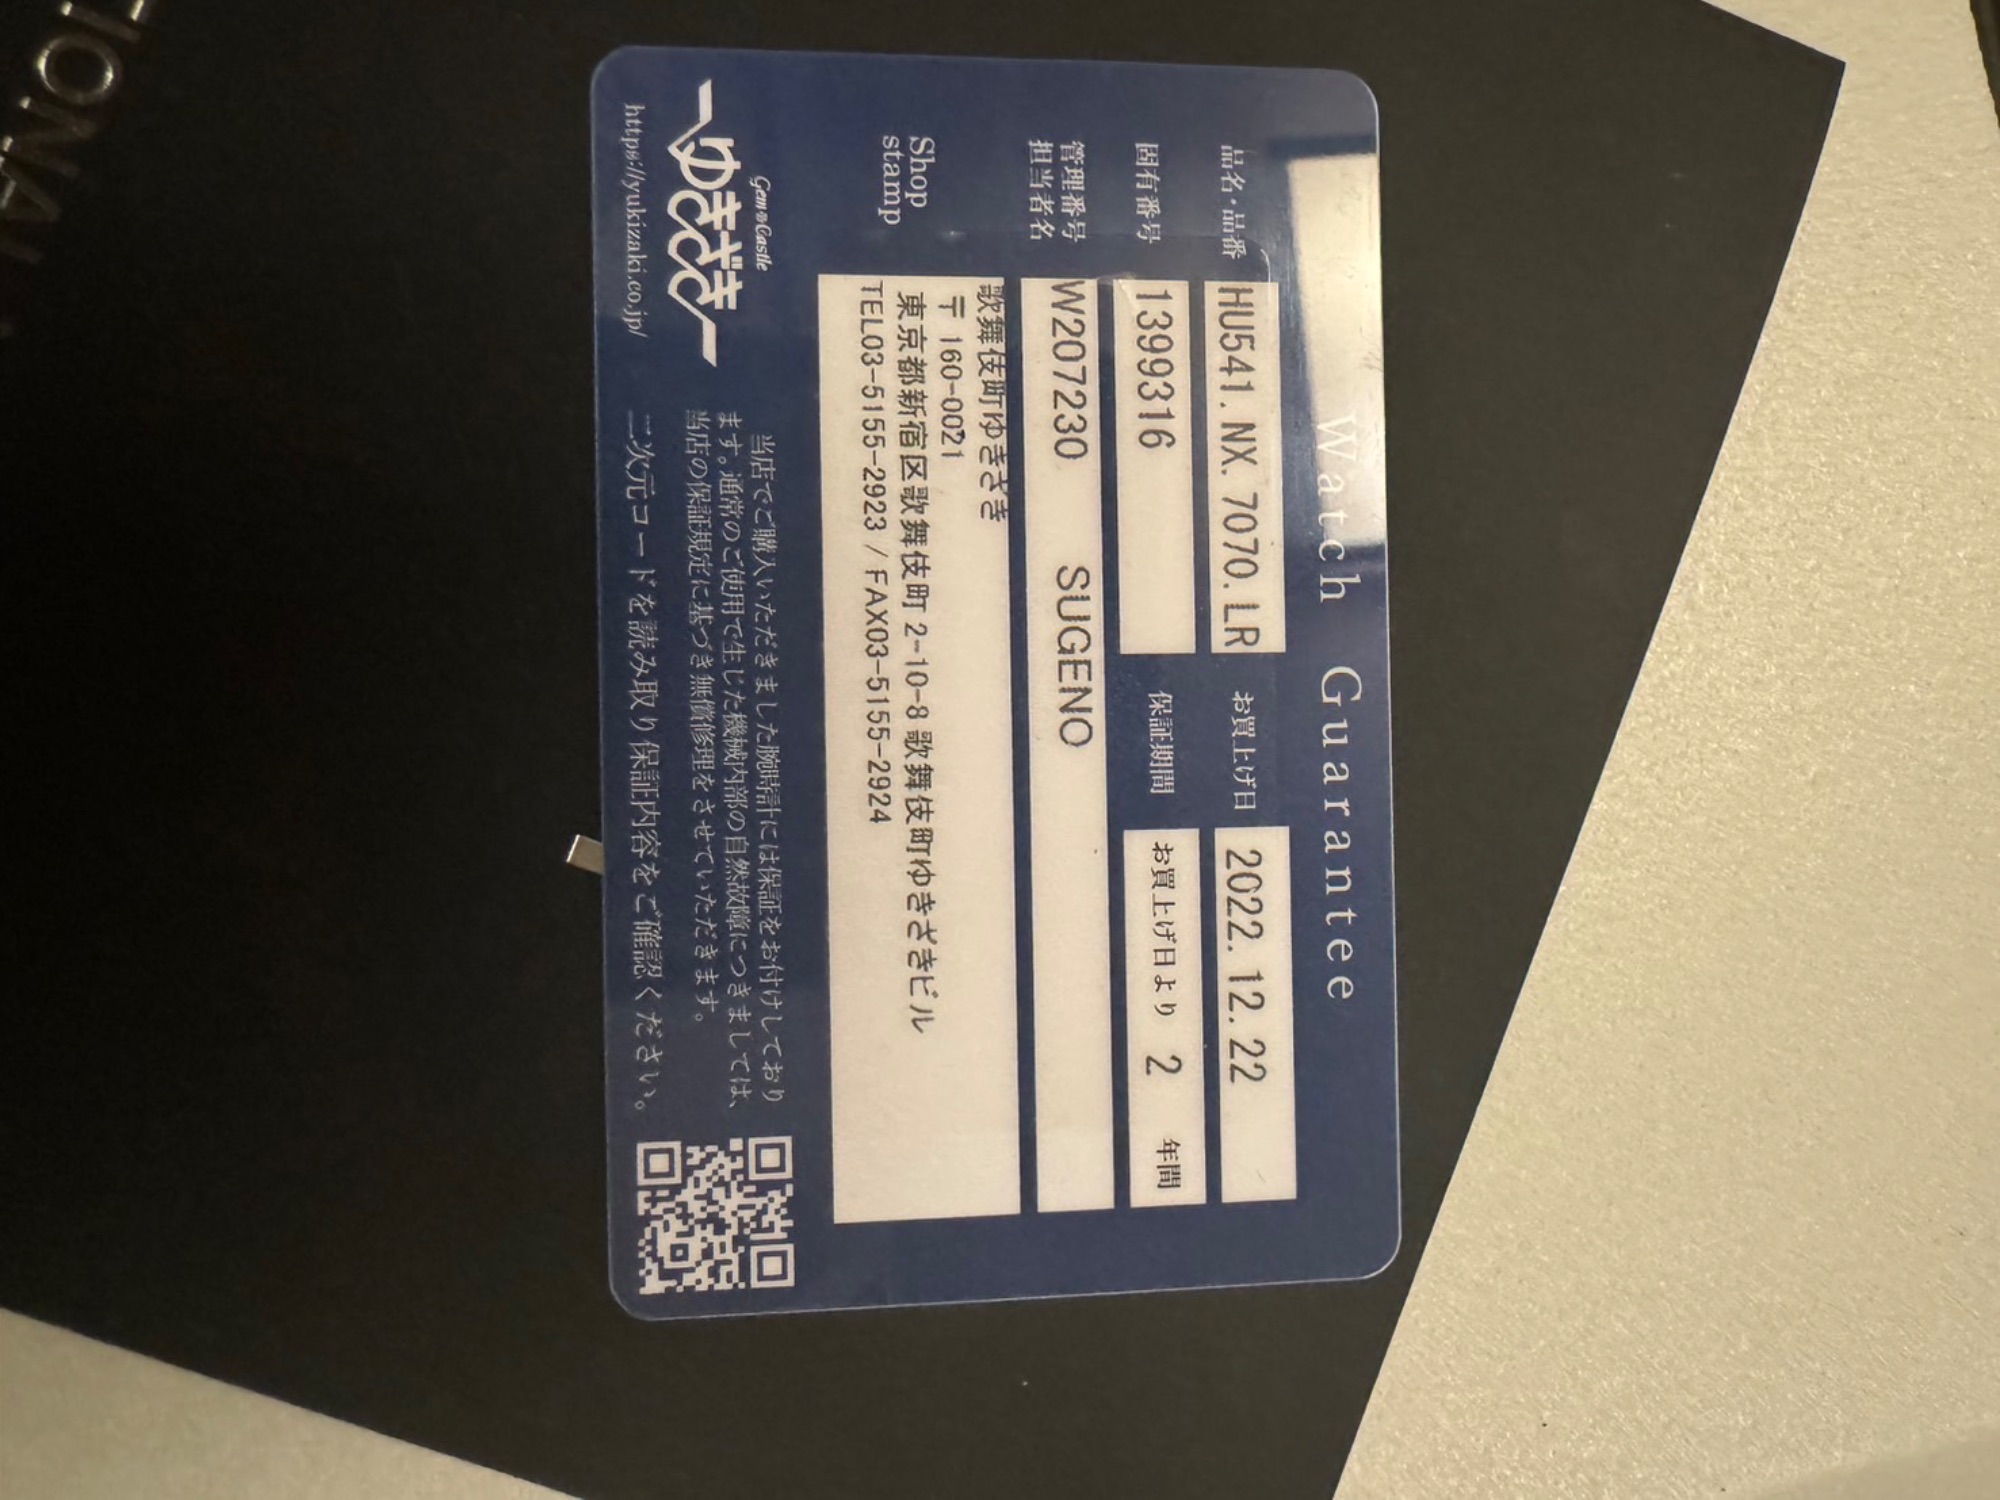 Watch Guarantee
品名・品番 HU541. NX. 7070. LR お買上げ日 2022. 12. 22
固有番号 1399316 保証期間 お買上げ日より 2 年間
管理番号
担当者名 W207230 SUGENO
Shop
stamp
歌舞伎町ゆきざき
〒 160-0021
東京都新宿区歌舞伎町 2-10-8 歌舞伎町ゆきざきビル
TEL03-5155-2923 / FAX03-5155-2924
Gem Castle
ゆきざき
https://yukizaki.co.jp/
当店でご購入いただきました腕時計には保証をお付けしており
ます。通常のご使用で生じた機械内部の自然故障につきましては、
当店の保証規定に基づき無償修理をさせていただきます。
二次元コードを読み取り保証内容をご確認ください。